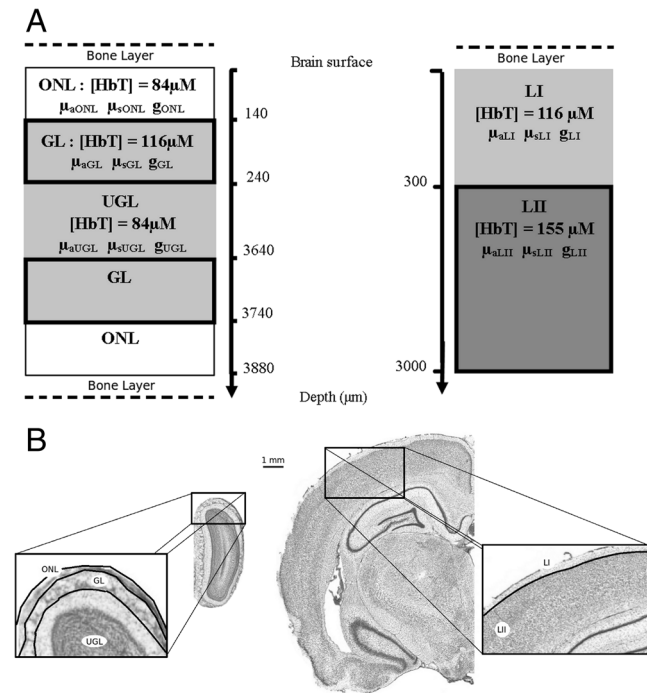 A
Bone Layer
ONL : [HbT] = 84μM
μaONL μsONL gONL
GL : [HbT] = 116μM
μaGL μsGL gGL
UGL
[HbT] = 84μM
μaUGL μsUGL gUGL
GL
ONL
Bone Layer
Brain surface
140
240
3640
3740
3880
Depth (μm)
300
3000
Bone Layer
LI
[HbT] = 116 μM
μaLI μsLI gLI
LII
[HbT] = 155 μM
μaLII μsLII gLII
B
1 mm
ONL
GL
UGL
LI
LII